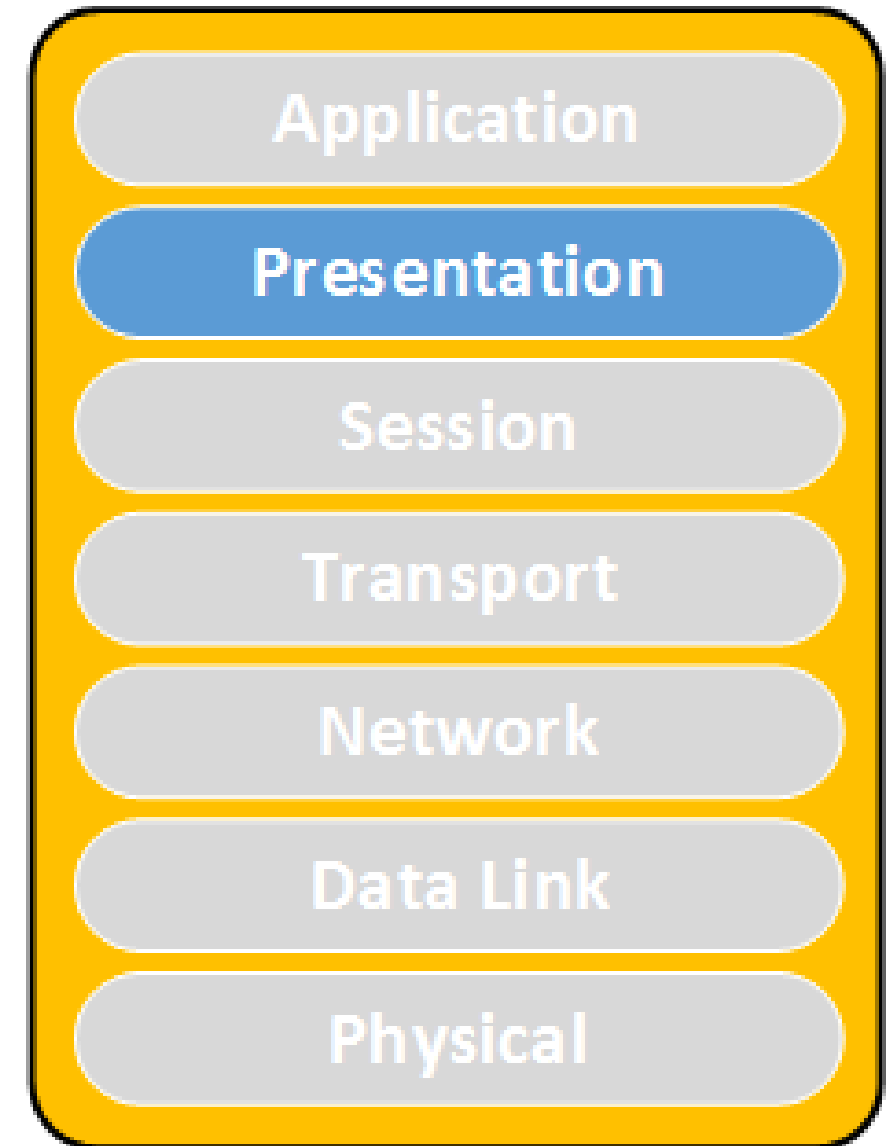 Application
Presentation
Session
Transport
Network
Data Link
Physical